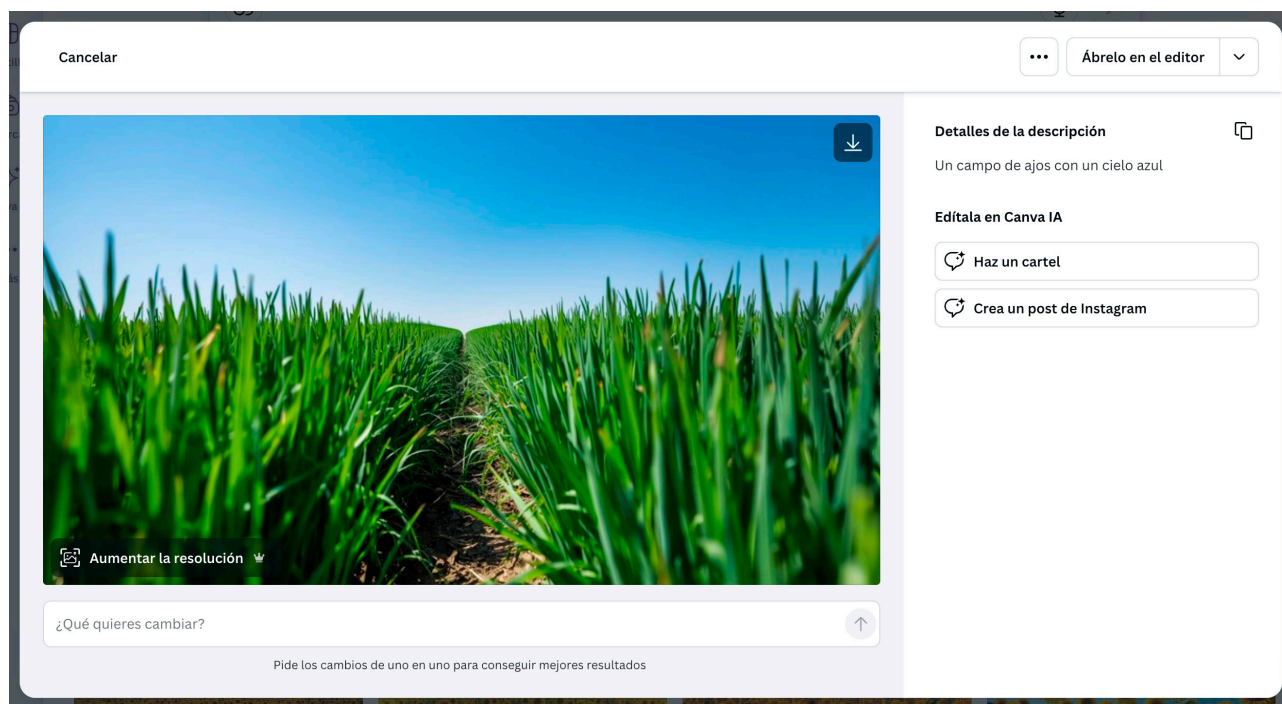 Cancelar
Ábrelo en el editor
Detalles de la descripción
Un campo de ajos con un cielo azul
Edítala en Canva IA
Haz un cartel
Crea un post de Instagram
Aumentar la resolución
¿Qué quieres cambiar?
Pide los cambios de uno en uno para conseguir mejores resultados